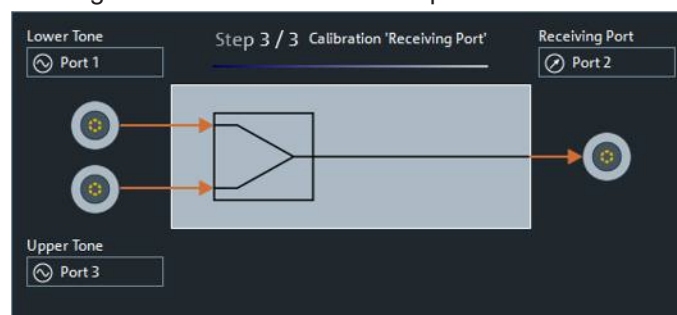 Lower Tone
Step 3 / 3 Calibration 'Receiving Port'
Receiving Port
Port 1
Port 2
Upper Tone
Port 3